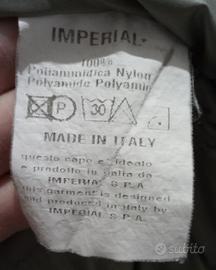 IMPERIAL.
100%
Poliammidica Nylon
Polyamide Polyamid
P 30
MADE IN ITALY
questo capo e' ideato
e prodotto in italia da
IMPERIAL S.P.A.
this garment is designed
and produced in italy by
IMPERIAL S.P.A.
subito